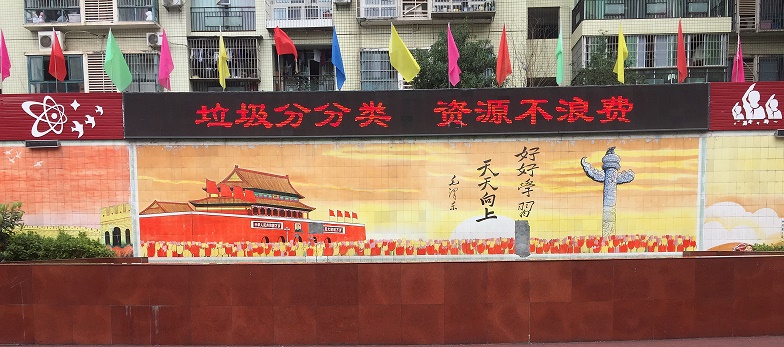 垃圾分分类 资源不浪费
好好学習
天天向上
毛泽东